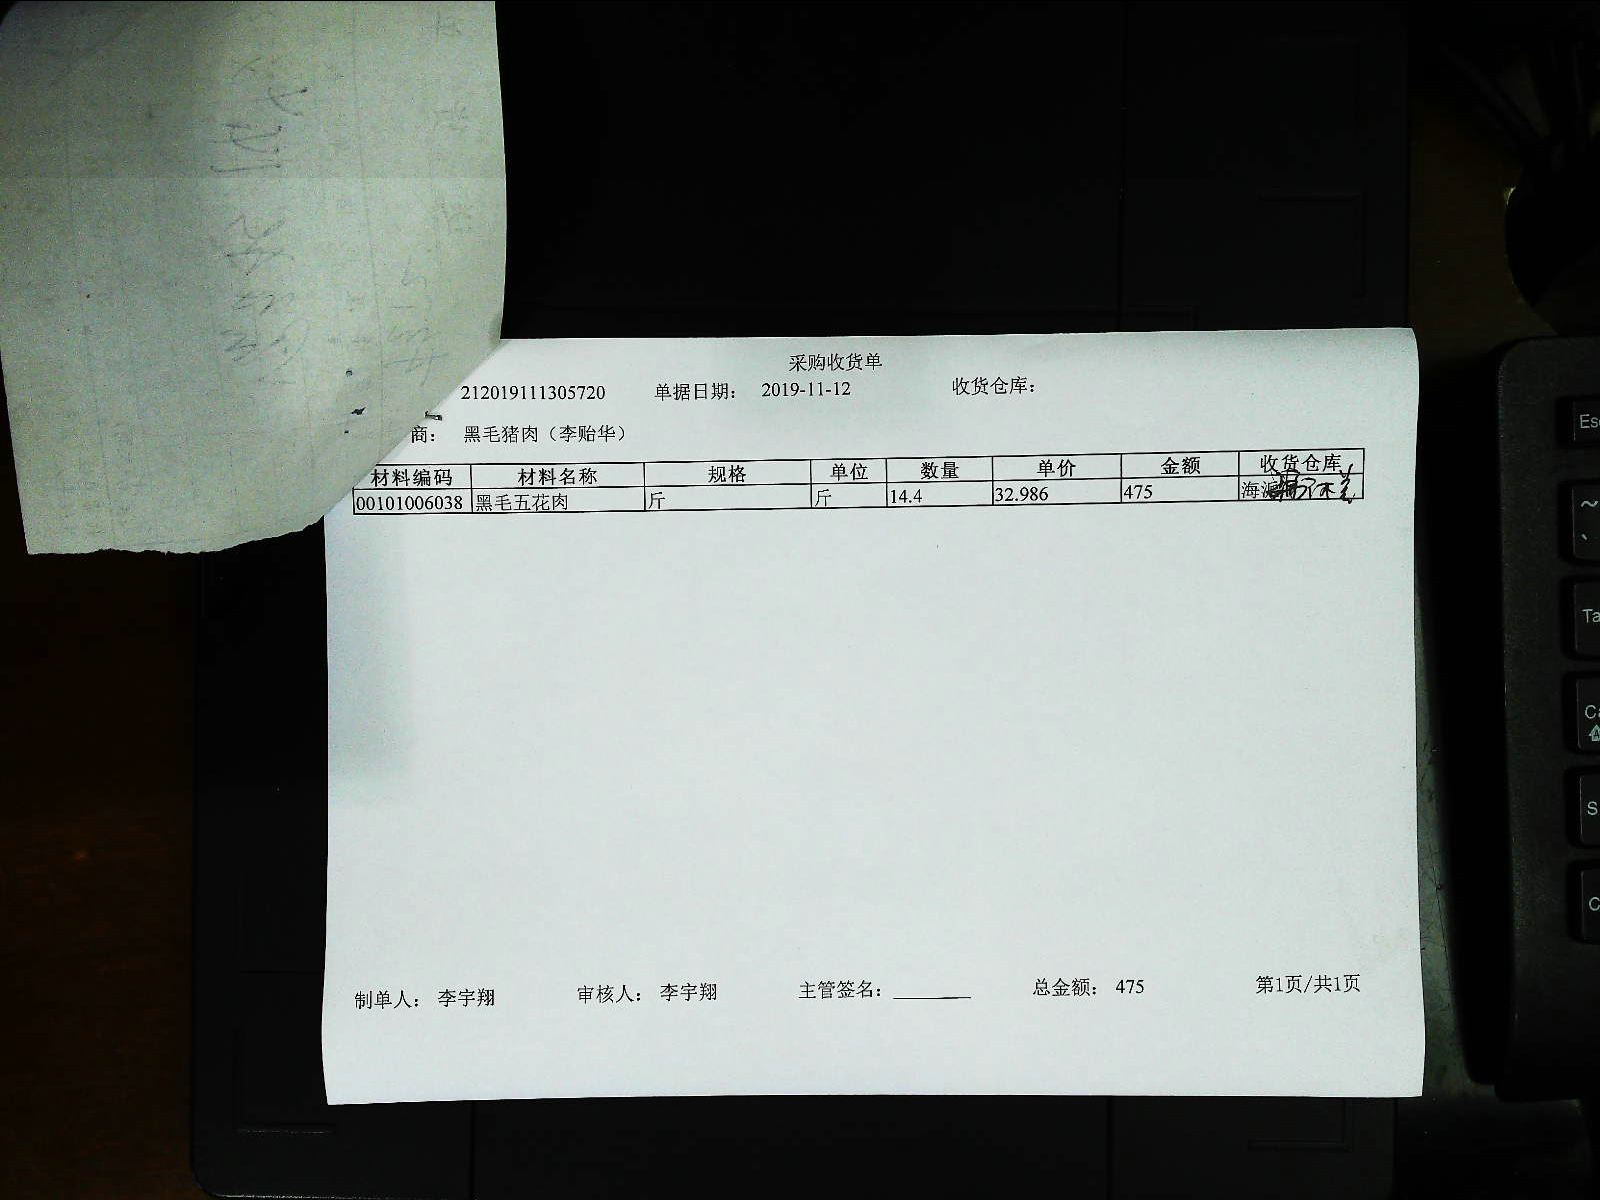 采购收货单
212019111305720 单据日期： 2019-11-12 收货仓库：
商： 黑毛猪肉（李贻华）
材料编码 材料名称 规格 单位 数量 单价 金额 收货仓库
00101006038 黑毛五花肉 斤 斤 14.4 32.986 475 海
制单人： 李宇翔 审核人： 李宇翔 主管签名： 总金额： 475 第1页/共1页
Esc
~